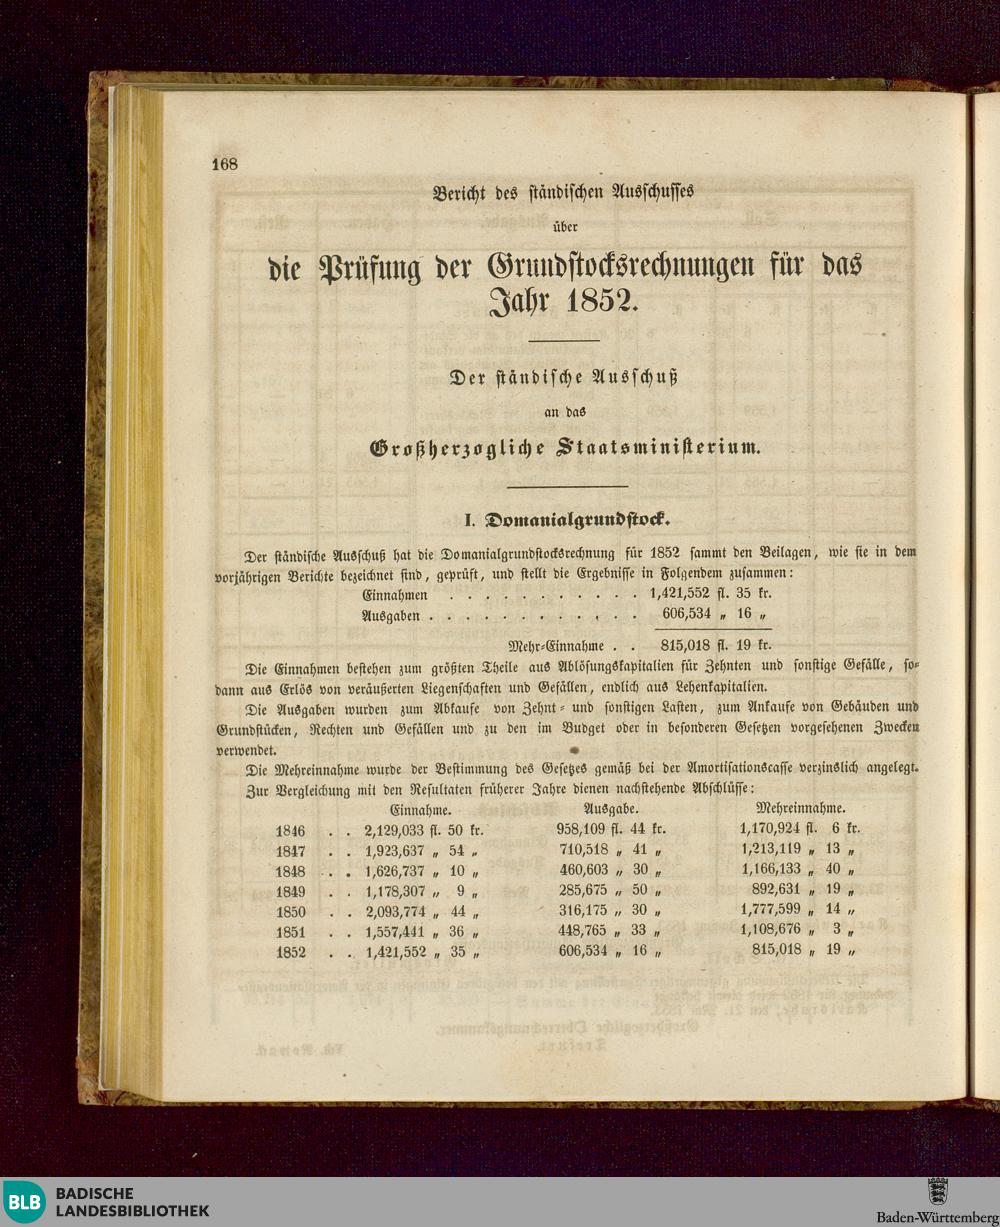 168
Bericht des ständischen Ausschusses
über
die Prüfung der Grundstocksrechnungen für das
Jahr 1852.
Der ständische Ausschuß
an das
Großherzogliche Staatsministerium.
I. Domanialgrundstock.
Der ständische Ausschuß hat die Domanialgrundstocksrechnung für 1852 sammt den Beilagen, wie sie in dem
vorjährigen Berichte bezeichnet sind, geprüft, und stellt die Ergebnisse in Folgendem zusammen:
Einnahmen . . . . . . . . . . . 1,421,552 fl. 35 kr.
Ausgaben . . . . . . . . . . . . 606,534 „ 16 „
Mehr-Einnahme . . 815,018 fl. 19 kr.
Die Einnahmen bestehen zum größten Theile aus Ablösungskapitalien für Zehnten und sonstige Gefälle, so-
dann aus Erlös von veräußerten Liegenschaften und Gefällen, endlich aus Lehenkapitalien.
Die Ausgaben wurden zum Abkaufe von Zehnt- und sonstigen Lasten, zum Ankaufe von Gebäuden und
Grundstücken, Rechten und Gefällen und zu den im Budget oder in besonderen Gesetzen vorgesehenen Zwecken
verwendet.
Die Mehreinnahme wurde der Bestimmung des Gesetzes gemäß bei der Amortisationscasse verzinslich angelegt.
Zur Vergleichung mit den Resultaten früherer Jahre dienen nachstehende Abschlüsse:
Einnahme. Ausgabe. Mehreinnahme.
1846 . . 2,129,033 fl. 50 kr. 958,109 fl. 44 kr. 1,170,924 fl. 6 kr.
1847 . . 1,923,637 „ 54 „ 710,518 „ 41 „ 1,213,119 „ 13 „
1848 . . 1,626,737 „ 10 „ 460,603 „ 30 „ 1,166,133 „ 40 „
1849 . . 1,178,307 „ 9 „ 285,675 „ 50 „ 892,631 „ 19 „
1850 . . 2,093,774 „ 44 „ 316,175 „ 30 „ 1,777,599 „ 14 „
1851 . . 1,557,441 „ 36 „ 448,765 „ 33 „ 1,108,676 „ 3 „
1852 . . 1,421,552 „ 35 „ 606,534 „ 16 „ 815,018 „ 19 „
BLB BADISCHE
LANDESBIBLIOTHEK
Baden-Württemberg